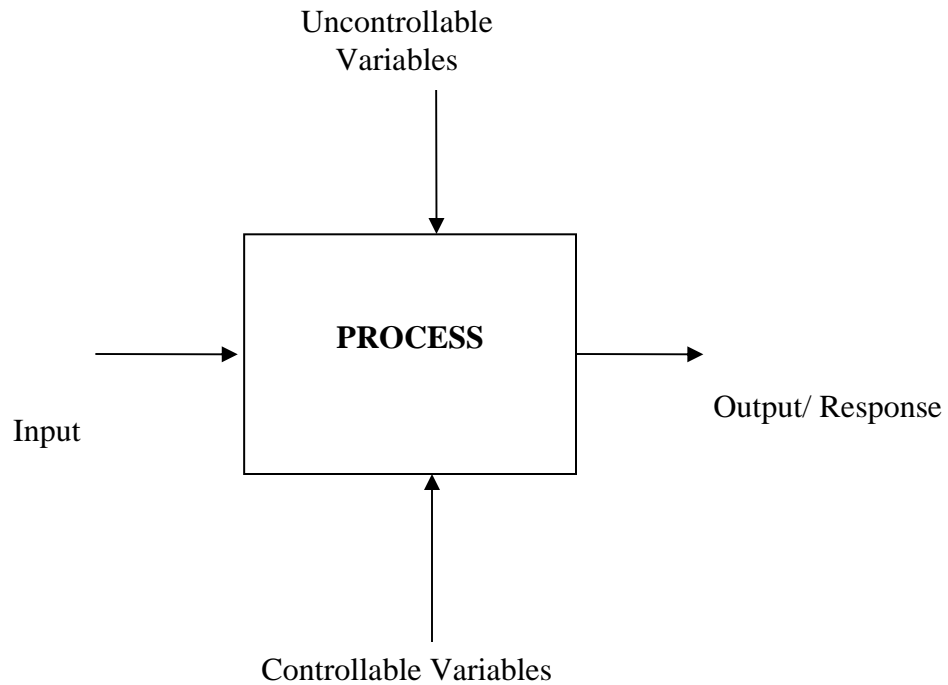 Uncontrollable
Variables
PROCESS
Output/ Response
Input
Controllable Variables